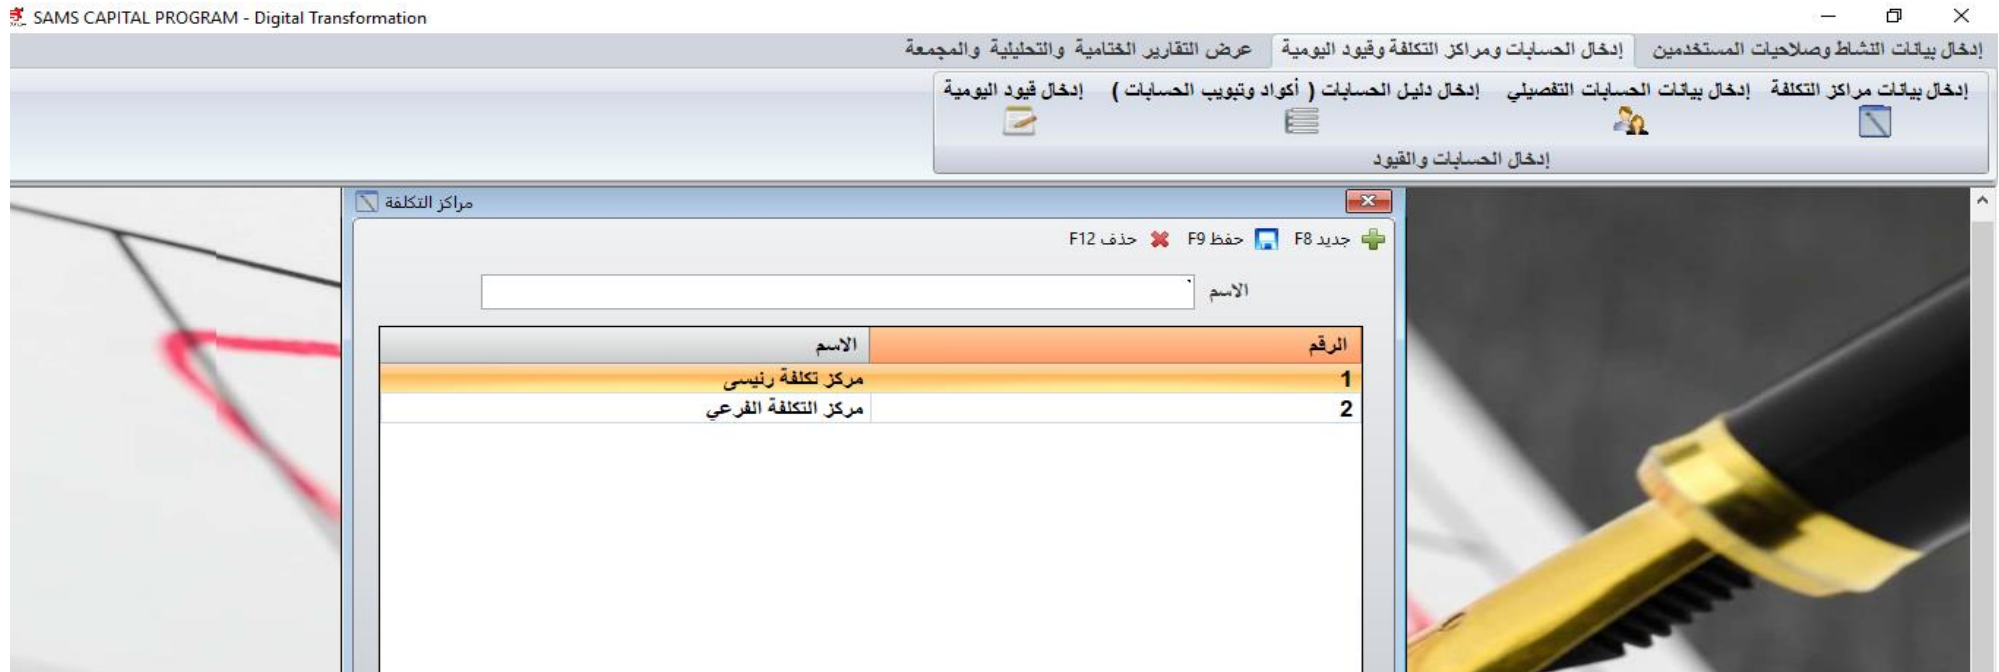 SAMS CAPITAL PROGRAM - Digital Transformation
إدخال بيانات النشاط وصلاحيات المستخدمين إدخال الحسابات ومراكز التكلفة وقيود اليومية عرض التقارير الختامية والتحليلية والمجمعة
إدخال بيانات مراكز التكلفة إدخال بيانات الحسابات التفصيلي إدخال دليل الحسابات ( أكواد وتبويب الحسابات ) إدخال قيود اليومية
إدخال الحسابات والقيود
مراكز التكلفة
جديد F8 حفظ F9 حذف F12
الاسم
الرقم الاسم
1 مركز تكلفة رئيسى
2 مركز التكلفة الفرعي